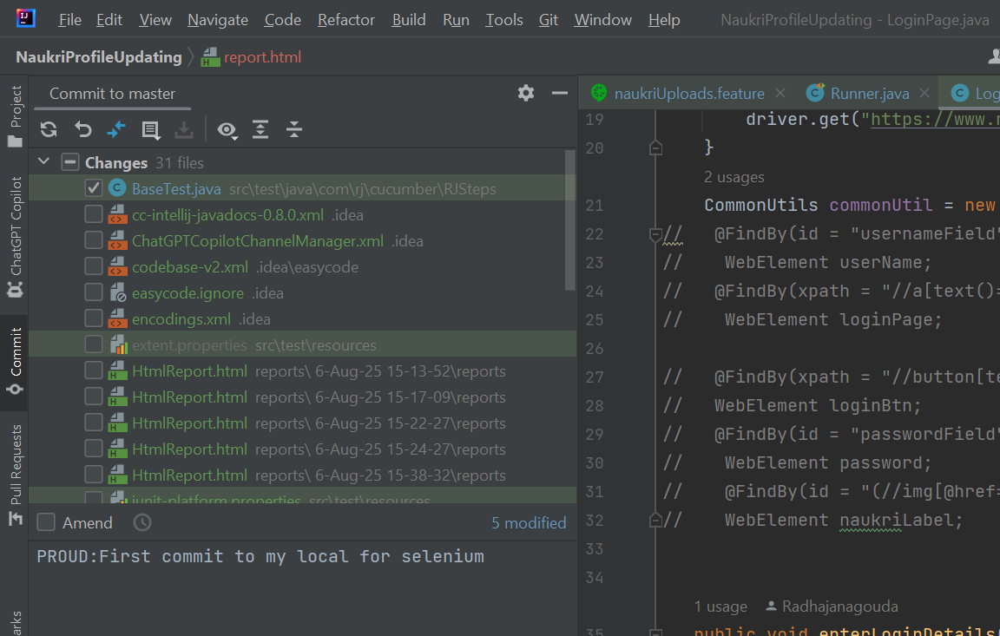 File Edit View Navigate Code Refactor Build Run Tools Git Window Help NaukriProfileUpdating - LoginPage.java
NaukriProfileUpdating report.html
Project
ChatGPT Copilot
Commit
Pull Requests
arks
Commit to master
Changes 31 files
BaseTest.java src\test\java\com\rj\cucumber\RJSteps
cc-intellij-javadocs-0.8.0.xml .idea
ChatGPTCopilotChannelManager.xml .idea
codebase-v2.xml .idea\easycode
easycode.ignore .idea
encodings.xml .idea
extent.properties src\test\resources
HtmlReport.html reports\ 6-Aug-25 15-13-52\reports
HtmlReport.html reports\ 6-Aug-25 15-17-09\reports
HtmlReport.html reports\ 6-Aug-25 15-22-27\reports
HtmlReport.html reports\ 6-Aug-25 15-24-27\reports
HtmlReport.html reports\ 6-Aug-25 15-38-32\reports
junit-platform.properties src\test\resources
Amend 5 modified
PROUD:First commit to my local for selenium
naukriUploads.feature Runner.java Log
19 driver.get("https://www.n
20 }
2 usages
21 CommonUtils commonUtil = new
22 // @FindBy(id = "usernameField"
23 // WebElement userName;
24 // @FindBy(xpath = "//a[text()=
25 // WebElement loginPage;
26
27 // @FindBy(xpath = "//button[te
28 // WebElement loginBtn;
29 // @FindBy(id = "passwordField"
30 // WebElement password;
31 // @FindBy(id = "(//img[@href=
32 // WebElement naukriLabel;
33
34
1 usage Radhajanagouda
35 public void enterLoginDetails(